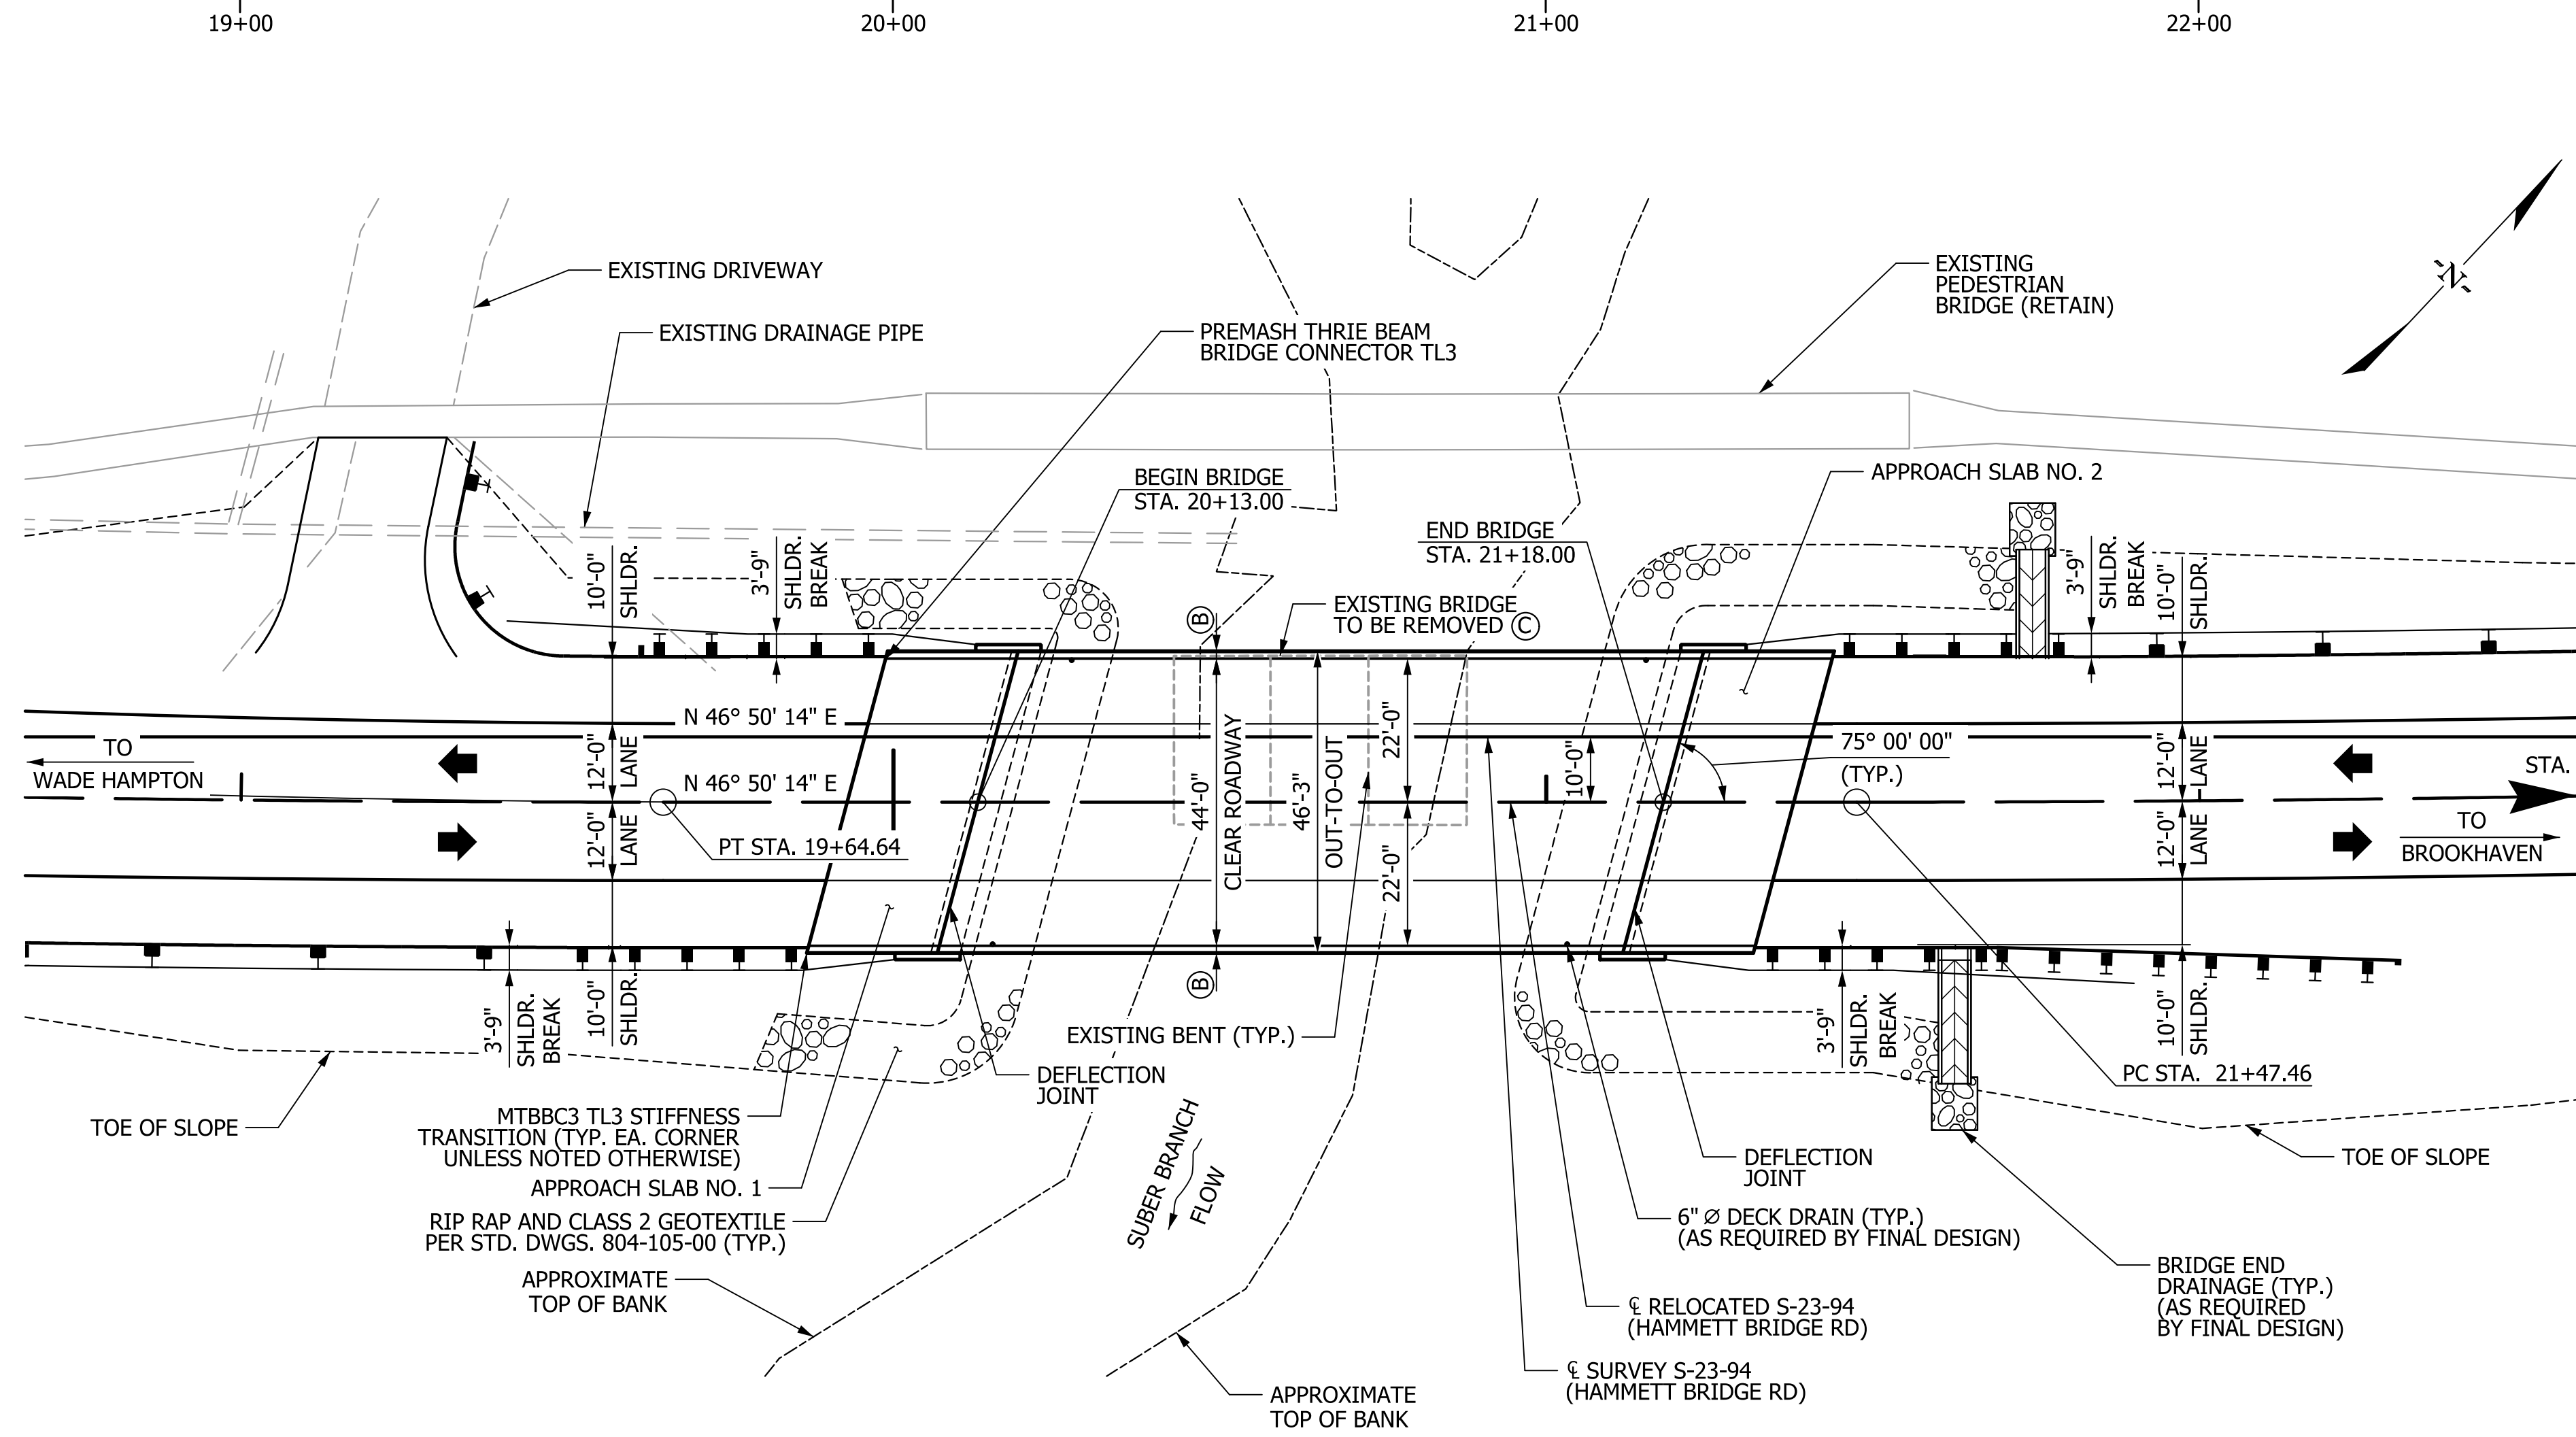 19+00
20+00
21+00
22+00
EXISTING DRIVEWAY
EXISTING DRAINAGE PIPE
PREMASH THRIE BEAM
BRIDGE CONNECTOR TL3
EXISTING
PEDESTRIAN
BRIDGE (RETAIN)
N
BEGIN BRIDGE
STA. 20+13.00
END BRIDGE
STA. 21+18.00
APPROACH SLAB NO. 2
10'-0"
SHLDR.
3'-9"
SHLDR.
BREAK
EXISTING BRIDGE
TO BE REMOVED Ⓒ
Ⓑ
3'-9"
SHLDR.
BREAK
10'-0"
SHLDR.
N 46° 50' 14" E
N 46° 50' 14" E
TO
WADE HAMPTON
12'-0"
LANE
12'-0"
LANE
PT STA. 19+64.64
44'-0"
CLEAR ROADWAY
46'-3"
OUT-TO-OUT
22'-0"
22'-0"
10'-0"
75° 00' 00"
(TYP.)
12'-0"
LANE
12'-0"
LANE
STA.
TO
BROOKHAVEN
Ⓑ
3'-9"
SHLDR.
BREAK
10'-0"
SHLDR.
EXISTING BENT (TYP.)
DEFLECTION
JOINT
3'-9"
SHLDR.
BREAK
10'-0"
SHLDR.
PC STA. 21+47.46
TOE OF SLOPE
MTBBC3 TL3 STIFFNESS
TRANSITION (TYP. EA. CORNER
UNLESS NOTED OTHERWISE)
APPROACH SLAB NO. 1
RIP RAP AND CLASS 2 GEOTEXTILE
PER STD. DWGS. 804-105-00 (TYP.)
APPROXIMATE
TOP OF BANK
SUBER BRANCH
FLOW
DEFLECTION
JOINT
6" Ø DECK DRAIN (TYP.)
(AS REQUIRED BY FINAL DESIGN)
TOE OF SLOPE
BRIDGE END
DRAINAGE (TYP.)
(AS REQUIRED
BY FINAL DESIGN)
℄ RELOCATED S-23-94
(HAMMETT BRIDGE RD)
℄ SURVEY S-23-94
(HAMMETT BRIDGE RD)
APPROXIMATE
TOP OF BANK